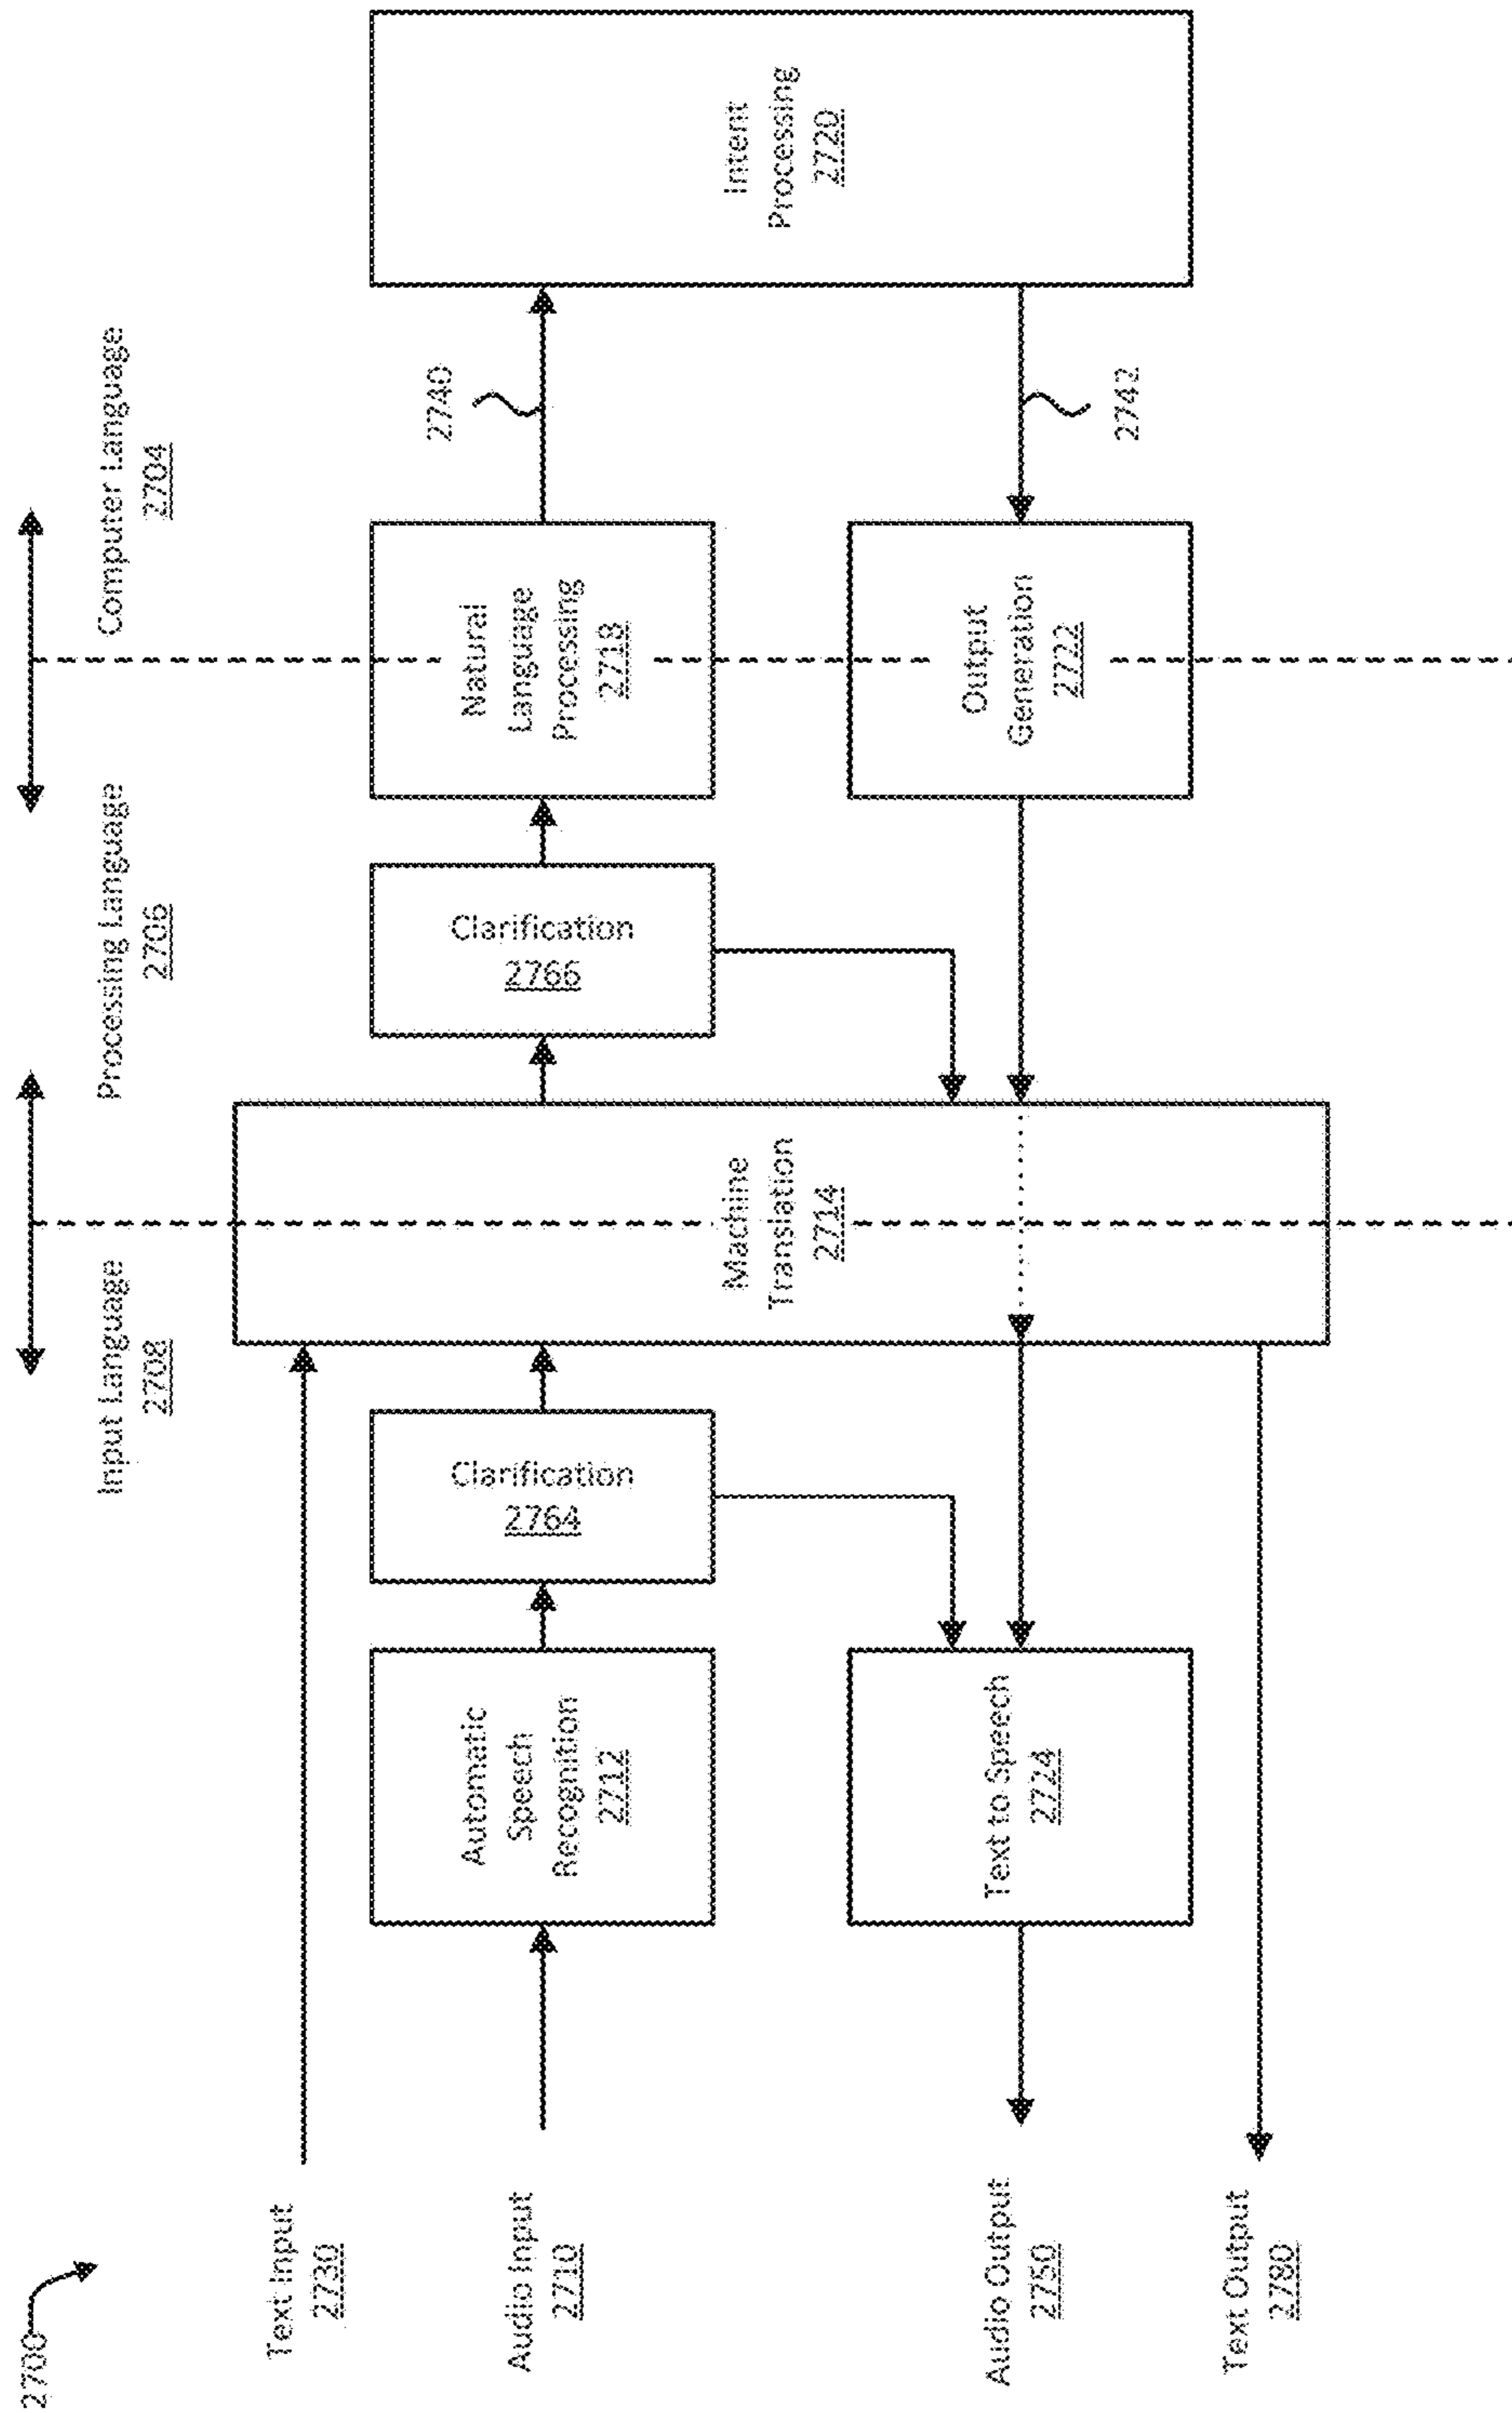 2700
Input Language
2708
Processing Language
2706
Computer Language
2704
Text Input
2730
Audio Input
2710
Automatic
Speech
Recognition
2712
Clarification
2764
Machine
Translation
2714
Clarification
2766
Natural
Language
Processing
2718
2740
Intent
Processing
2720
2742
Output
Generation
2722
Text to Speech
2724
Audio Output
2750
Text Output
2780